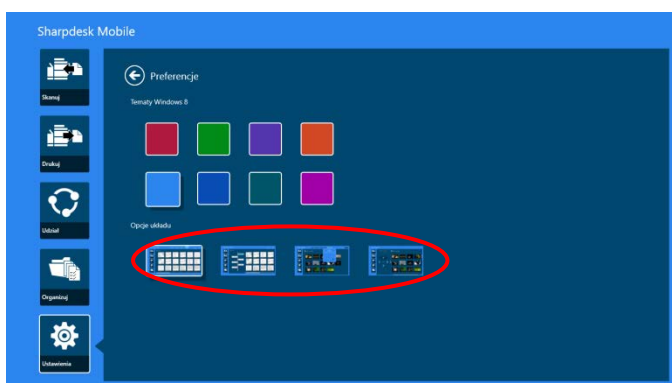 Sharpdesk Mobile
Skanuj
Drukuj
Udział
Organizuj
Ustawienia
Preferencje
Tematy Windows 8
Opcje układu